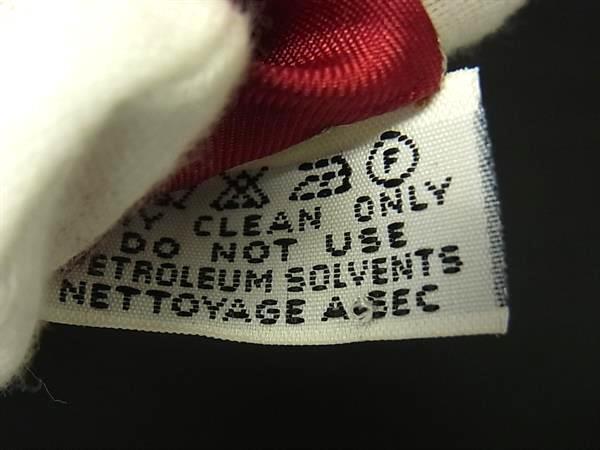 F
CLEAN ONLY
DO NOT USE
ETROLEUM SOLVENTS
NETTOYAGE A SEC